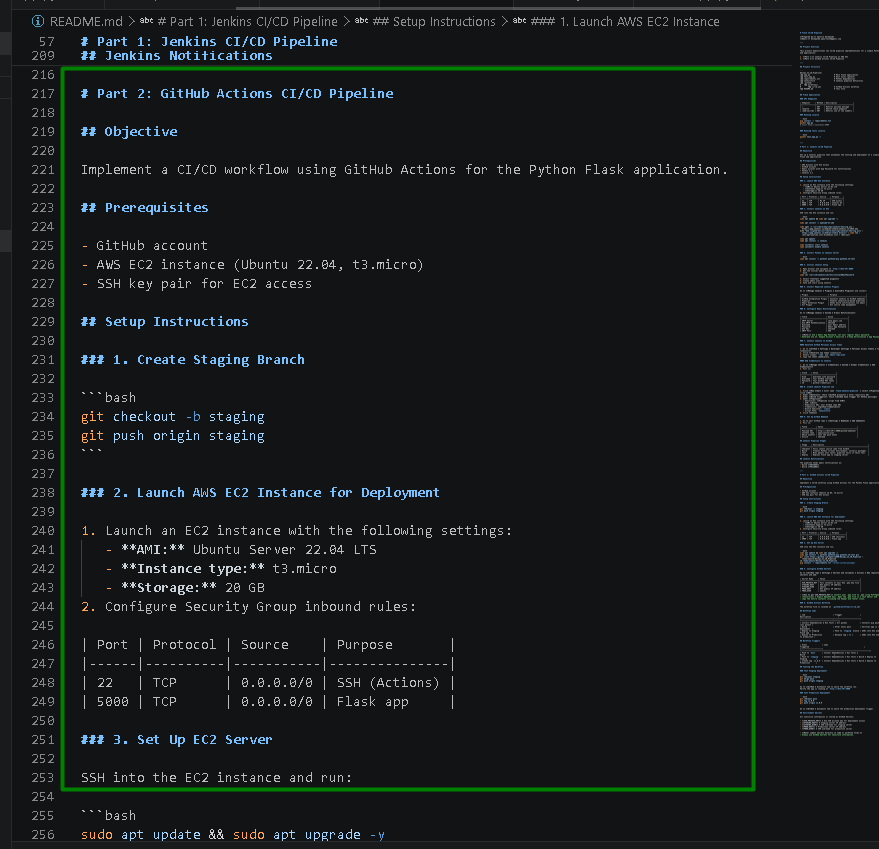 README.md > # Part 1: Jenkins CI/CD Pipeline > ## Setup Instructions > ### 1. Launch AWS EC2 Instance
57 # Part 1: Jenkins CI/CD Pipeline
209 ## Jenkins Notifications
216
217 # Part 2: GitHub Actions CI/CD Pipeline
218
219 ## Objective
220
221 Implement a CI/CD workflow using GitHub Actions for the Python Flask application.
222
223 ## Prerequisites
224
225 - GitHub account
226 - AWS EC2 instance (Ubuntu 22.04, t3.micro)
227 - SSH key pair for EC2 access
228
229 ## Setup Instructions
230
231 ### 1. Create Staging Branch
232
233 ```bash
234 git checkout -b staging
235 git push origin staging
236 ```
237
238 ### 2. Launch AWS EC2 Instance for Deployment
239
240 1. Launch an EC2 instance with the following settings:
241 - **AMI:** Ubuntu Server 22.04 LTS
242 - **Instance type:** t3.micro
243 - **Storage:** 20 GB
244 2. Configure Security Group inbound rules:
245
246 | Port | Protocol | Source    | Purpose       |
247 |------|----------|-----------|---------------|
248 | 22   | TCP      | 0.0.0.0/0 | SSH (Actions) |
249 | 5000 | TCP      | 0.0.0.0/0 | Flask app     |
250
251 ### 3. Set Up EC2 Server
252
253 SSH into the EC2 instance and run:
254
255 ```bash
256 sudo apt update && sudo apt upgrade -y